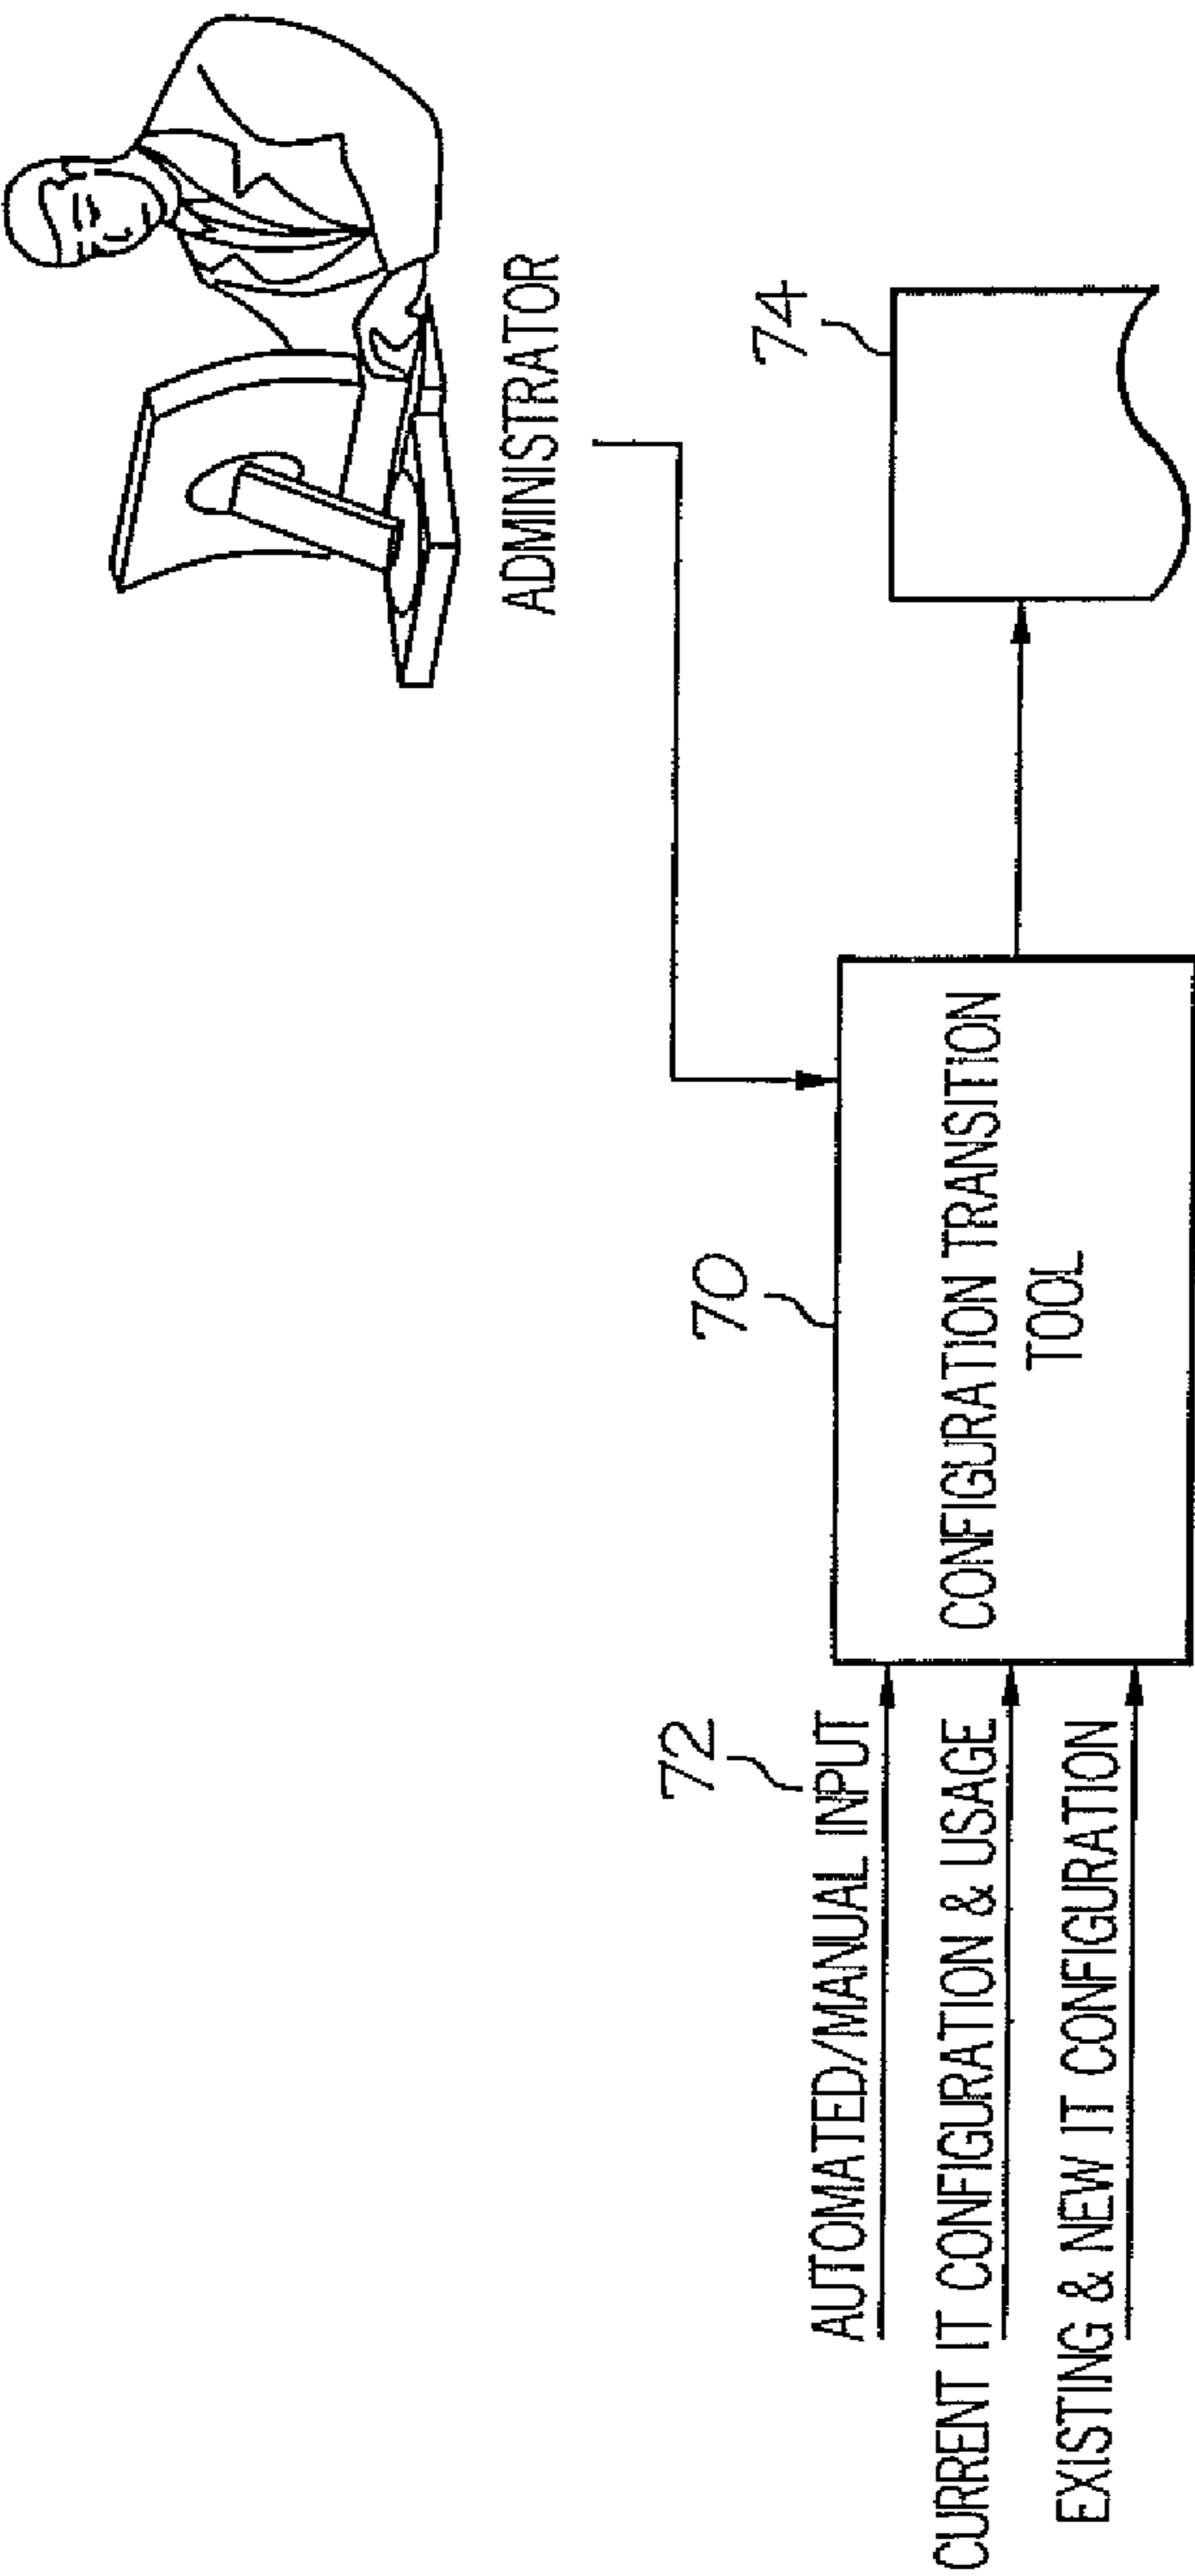 ADMINISTRATOR
72
70
74
AUTOMATED/MANUAL INPUT
CURRENT IT CONFIGURATION & USAGE
EXISTING & NEW IT CONFIGURATION
CONFIGURATION TRANSITION
TOOL